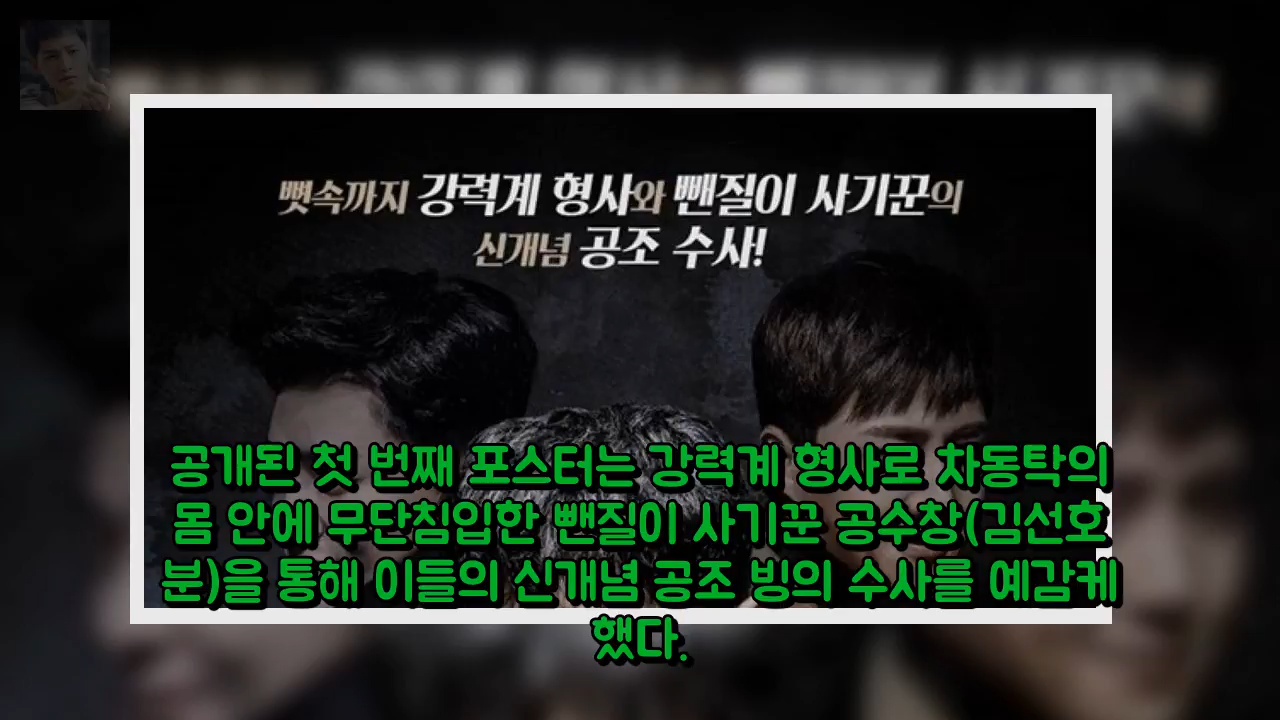 뼛속까지 강력계 형사와 뺀질이 사기꾼의
신개념 공조 수사!
공개된 첫 번째 포스터는 강력계 형사로 차동탁의
몸 안에 무단침입한 뺀질이 사기꾼 공수창(김선호
분)을 통해 이들의 신개념 공조 빙의 수사를 예감케
했다.